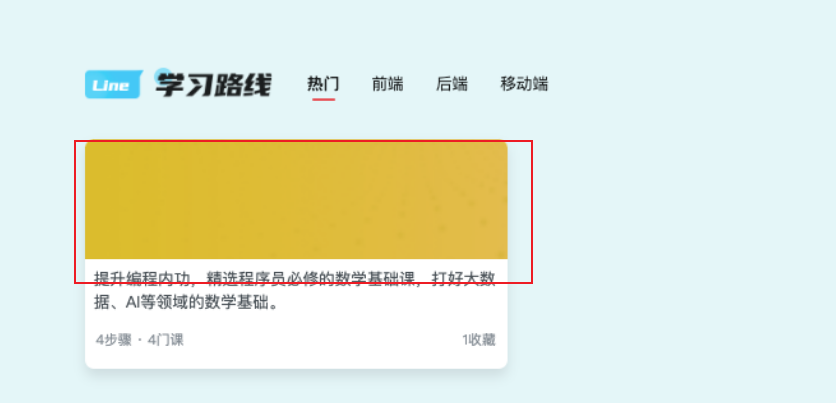 Line 学习路线 热门 前端 后端 移动端
提升编程内功，精选程序员必修的数学基础课，打好大数
据、AI等领域的数学基础。
4步骤 · 4门课 1收藏